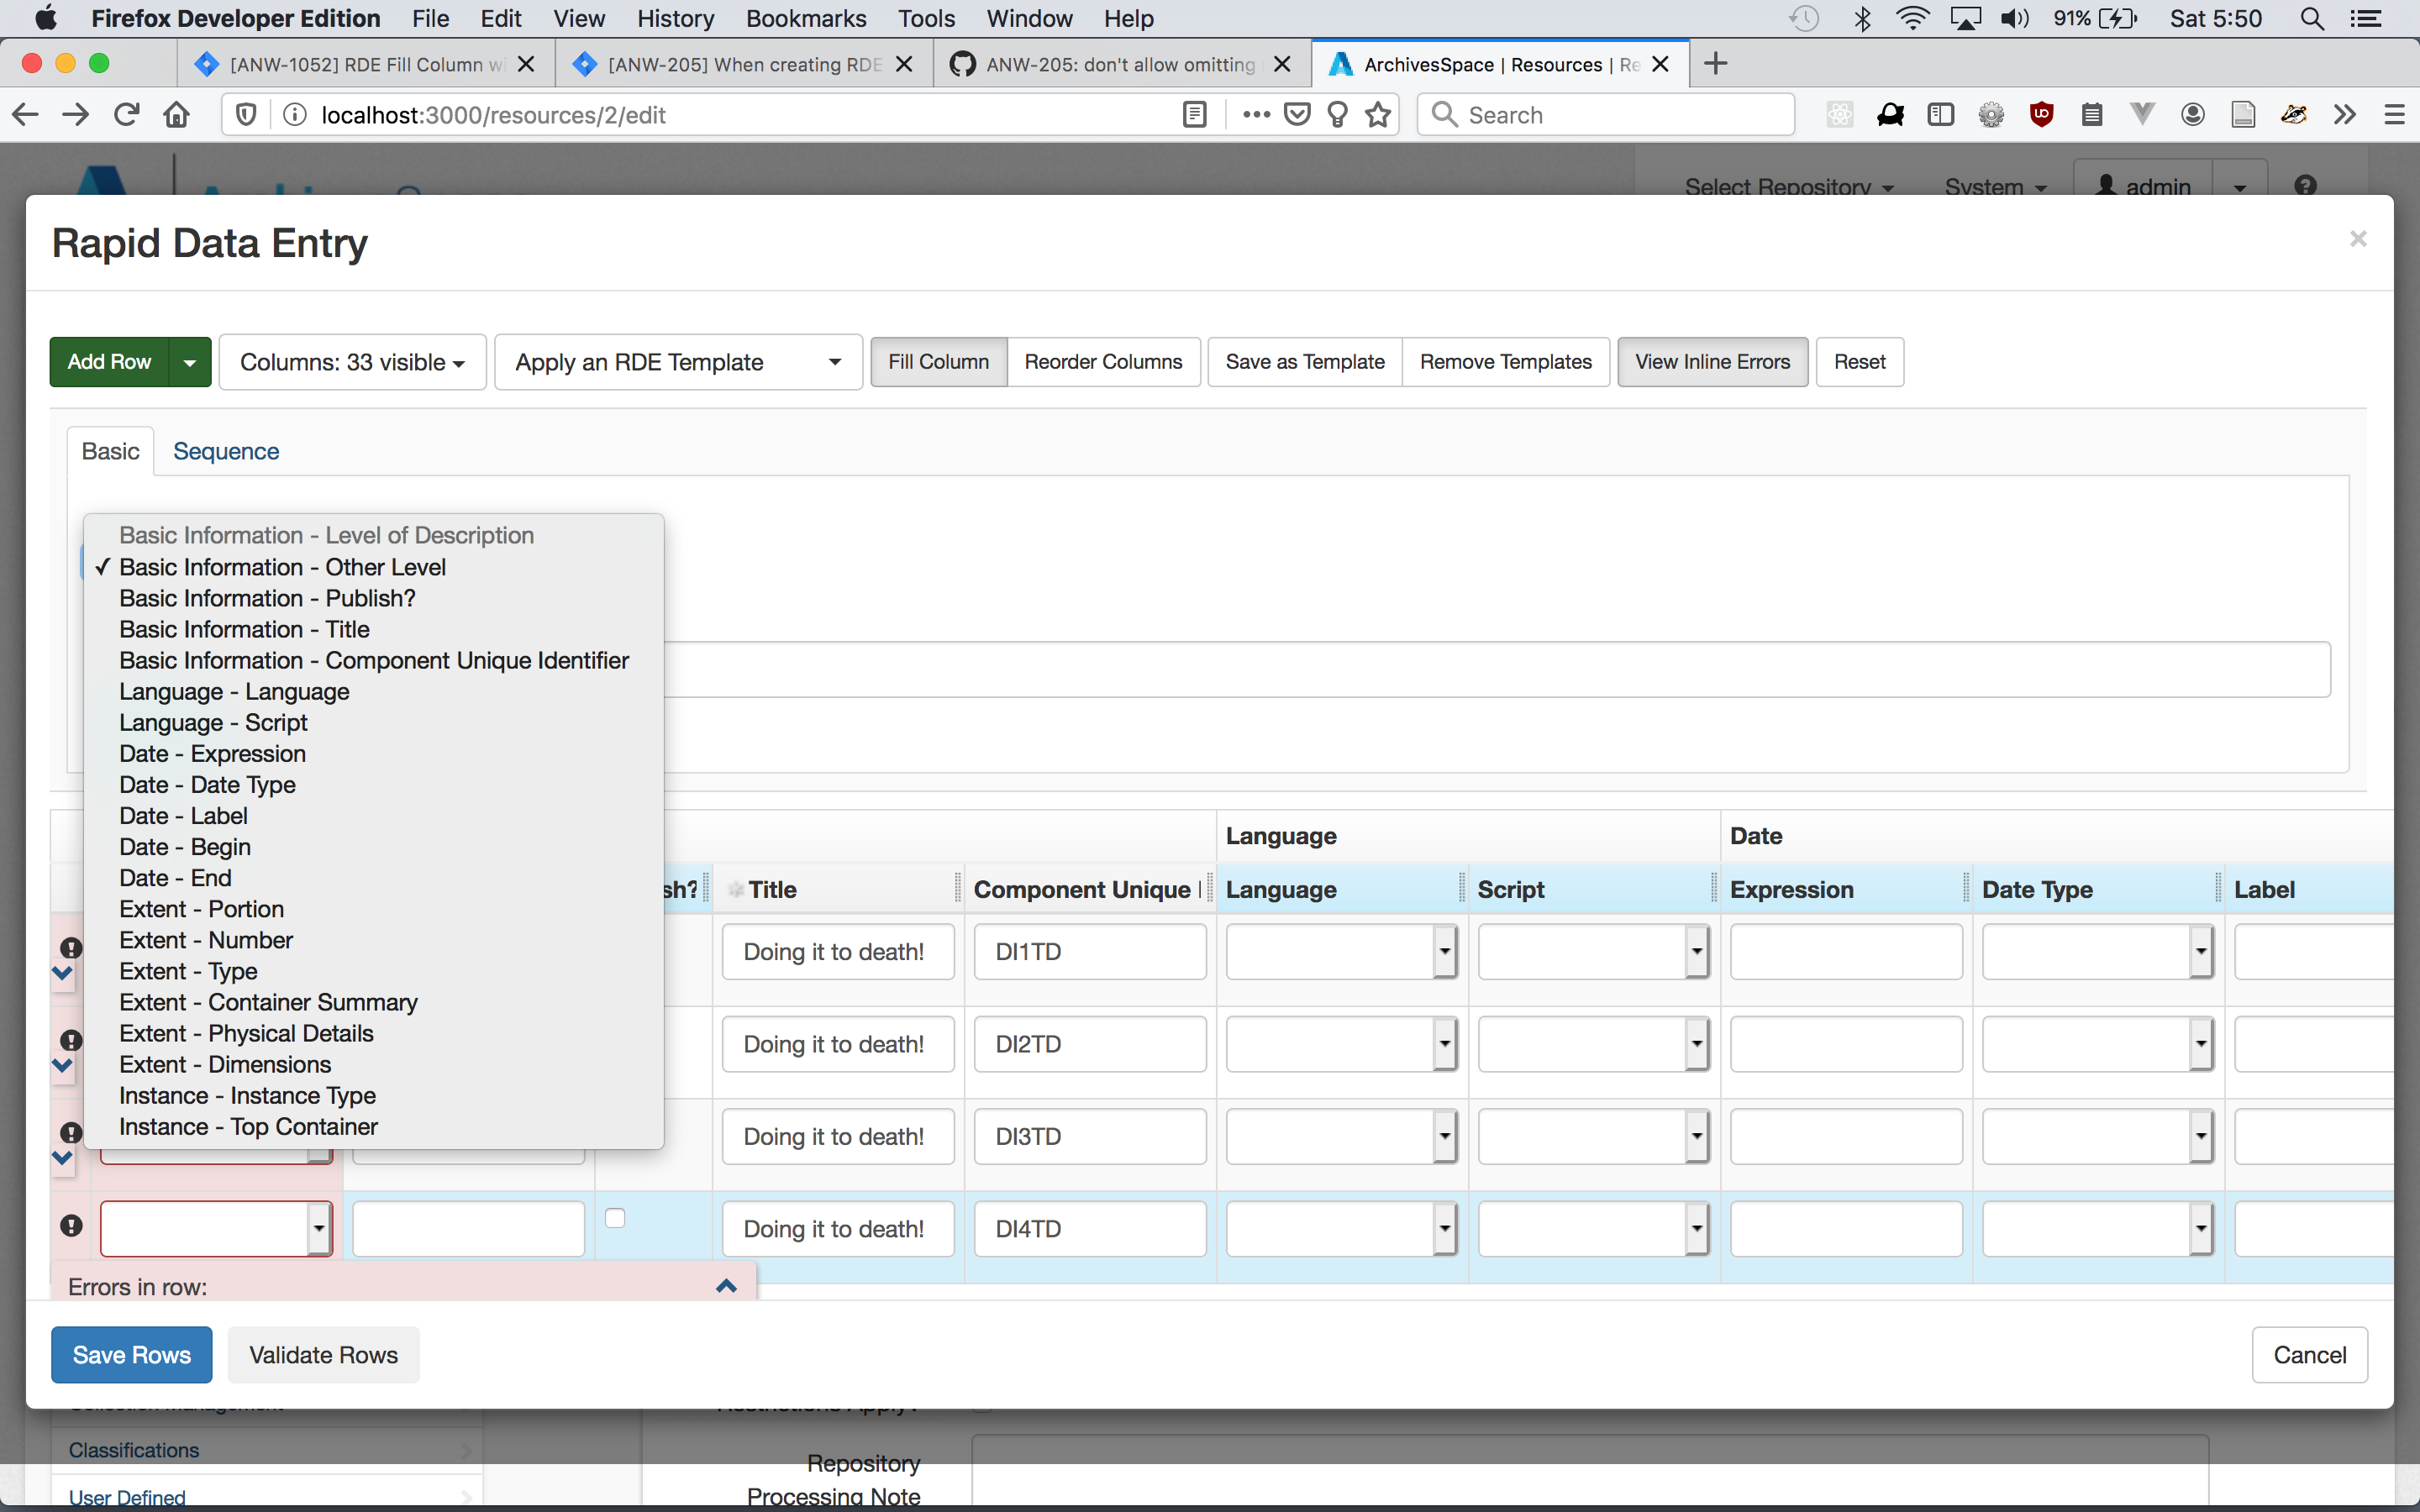 Firefox Developer Edition File Edit View History Bookmarks Tools Window Help 91% Sat 5:50
[ANW-1052] RDE Fill Column wi [ANW-205] When creating RDE ANW-205: don't allow omitting ArchivesSpace | Resources | Re
localhost:3000/resources/2/edit Search
Select Repository System admin
Rapid Data Entry ×
Add Row Columns: 33 visible Apply an RDE Template Fill Column Reorder Columns Save as Template Remove Templates View Inline Errors Reset
Basic Sequence
Basic Information - Level of Description
✓ Basic Information - Other Level
Basic Information - Publish?
Basic Information - Title
Basic Information - Component Unique Identifier
Language - Language
Language - Script
Date - Expression
Date - Date Type
Date - Label
Date - Begin
Date - End
Extent - Portion
Extent - Number
Extent - Type
Extent - Container Summary
Extent - Physical Details
Extent - Dimensions
Instance - Instance Type
Instance - Top Container
Language Date
sh? Title Component Unique I Language Script Expression Date Type Label
Doing it to death! DI1TD
Doing it to death! DI2TD
Doing it to death! DI3TD
Doing it to death! DI4TD
Errors in row:
Save Rows Validate Rows Cancel
Classifications
Repository
Processing Note
User Defined